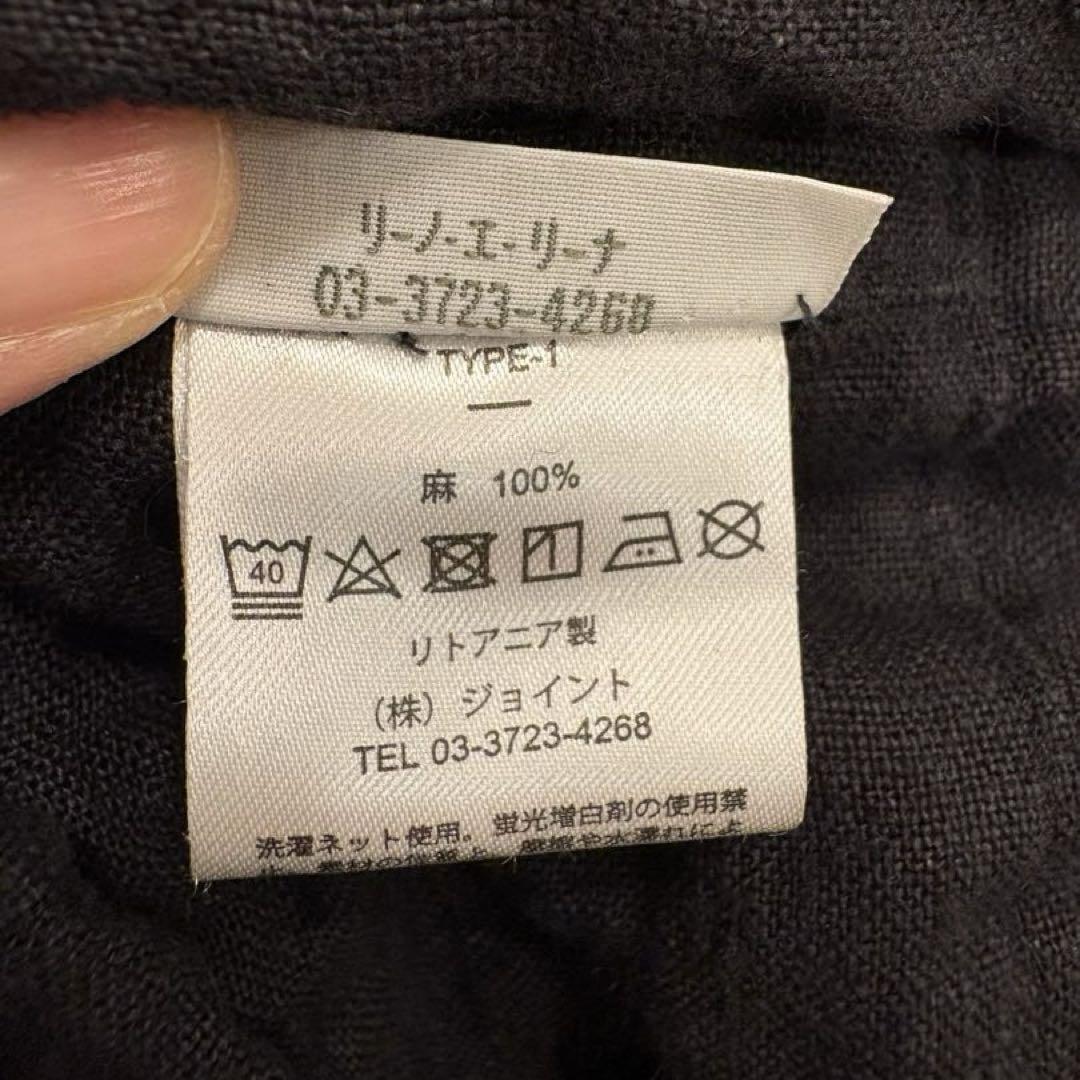 リーノ・エ・リーナ
03-3723-4268
TYPE-1
麻 100%
40
リトアニア製
(株) ジョイント
TEL 03-3723-4268
洗濯ネット使用。蛍光増白剤の使用禁